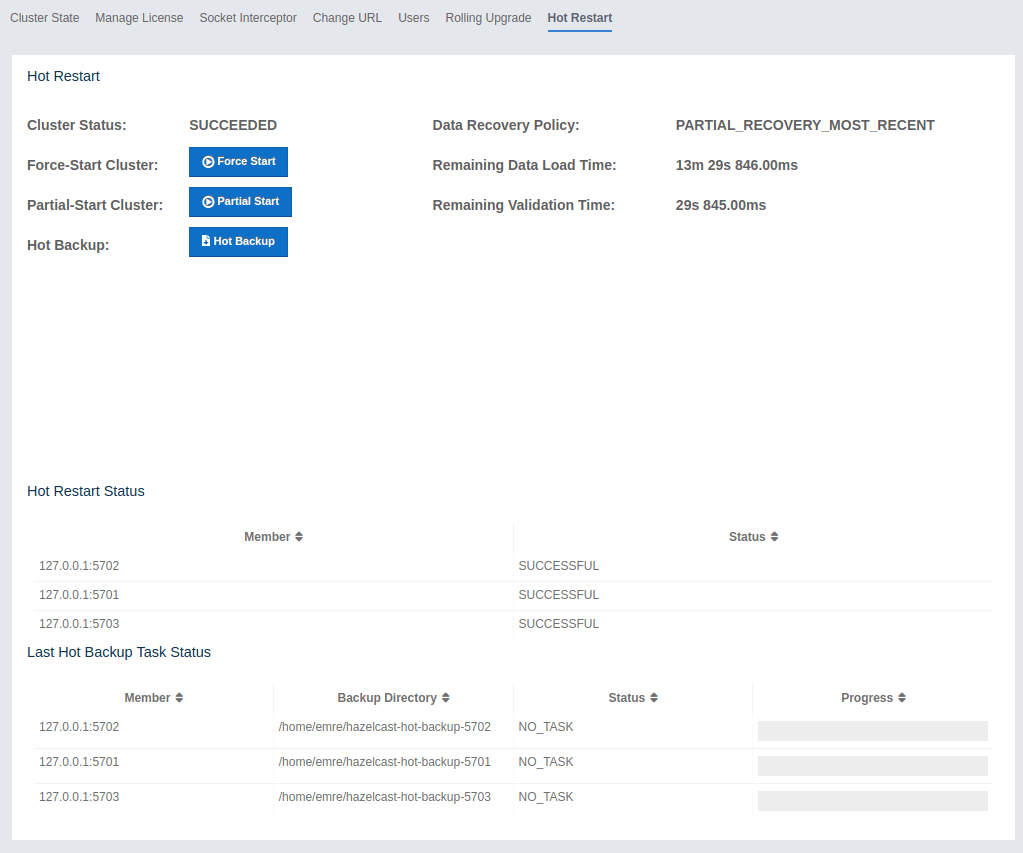 Cluster State Manage License Socket Interceptor Change URL Users Rolling Upgrade Hot Restart
Hot Restart
Cluster Status: SUCCEEDED Data Recovery Policy: PARTIAL_RECOVERY_MOST_RECENT
Force-Start Cluster: Force Start Remaining Data Load Time: 13m 29s 846.00ms
Partial-Start Cluster: Partial Start Remaining Validation Time: 29s 845.00ms
Hot Backup: Hot Backup
Hot Restart Status
Member Status
127.0.0.1:5702 SUCCESSFUL
127.0.0.1:5701 SUCCESSFUL
127.0.0.1:5703 SUCCESSFUL
Last Hot Backup Task Status
Member Backup Directory Status Progress
127.0.0.1:5702 /home/emre/hazelcast-hot-backup-5702 NO_TASK
127.0.0.1:5701 /home/emre/hazelcast-hot-backup-5701 NO_TASK
127.0.0.1:5703 /home/emre/hazelcast-hot-backup-5703 NO_TASK